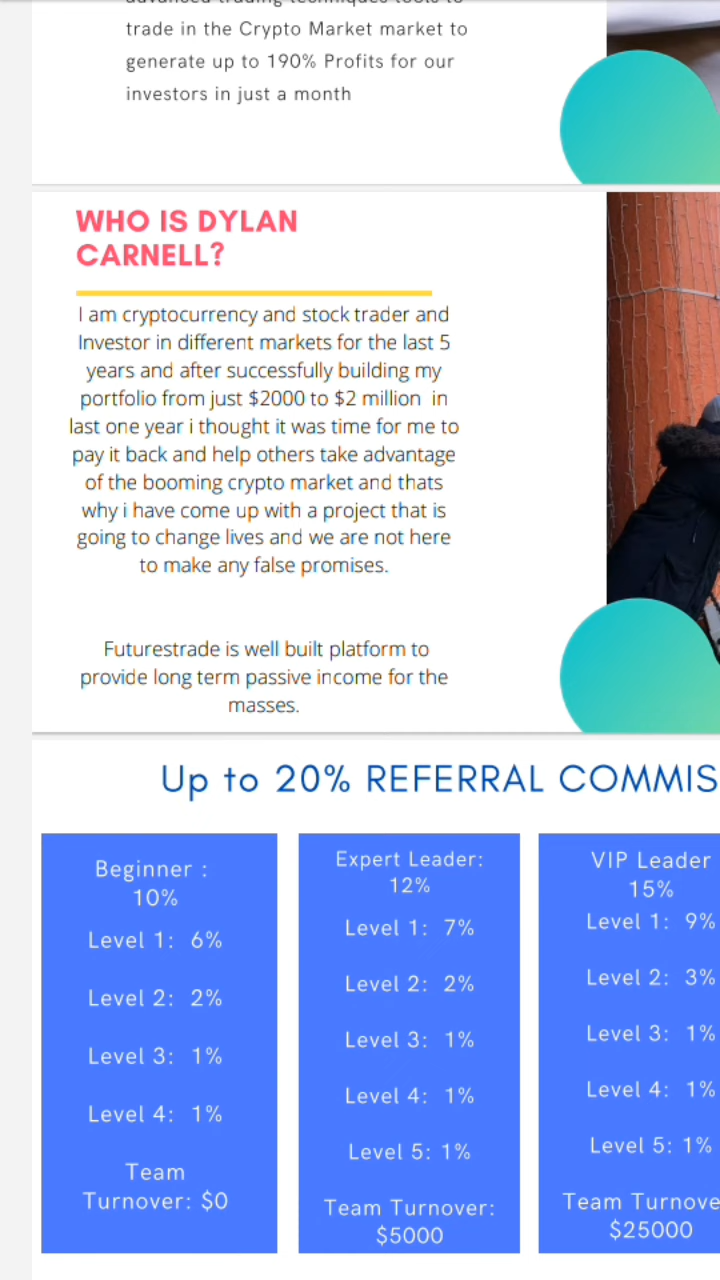 advanced trading techniques tools to
trade in the Crypto Market market to
generate up to 190% Profits for our
investors in just a month
WHO IS DYLAN
CARNELL?
I am cryptocurrency and stock trader and
Investor in different markets for the last 5
years and after successfully building my
portfolio from just $2000 to $2 million in
last one year i thought it was time for me to
pay it back and help others take advantage
of the booming crypto market and thats
why i have come up with a project that is
going to change lives and we are not here
to make any false promises.
Futurestrade is well built platform to
provide long term passive income for the
masses.
Up to 20% REFERRAL COMMIS
Beginner :
10%
Level 1: 6%
Level 2: 2%
Level 3: 1%
Level 4: 1%
Team
Turnover: $0
Expert Leader:
12%
Level 1: 7%
Level 2: 2%
Level 3: 1%
Level 4: 1%
Level 5: 1%
Team Turnover:
$5000
VIP Leader
15%
Level 1: 9%
Level 2: 3%
Level 3: 1%
Level 4: 1%
Level 5: 1%
Team Turnove
$25000